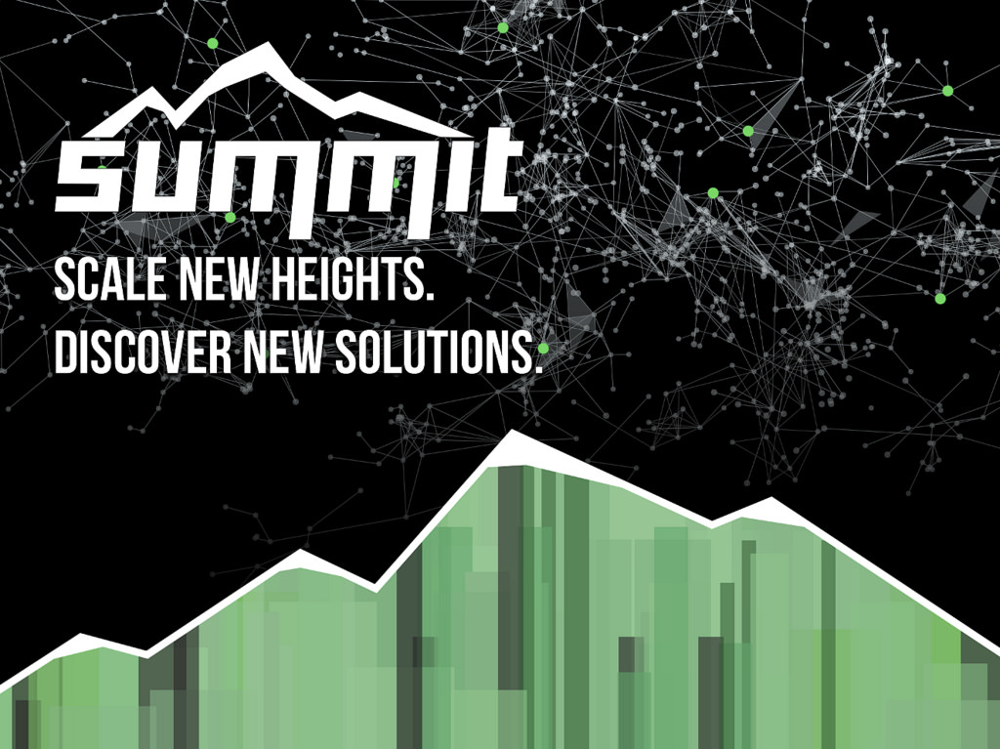 summit
SCALE NEW HEIGHTS.
DISCOVER NEW SOLUTIONS.